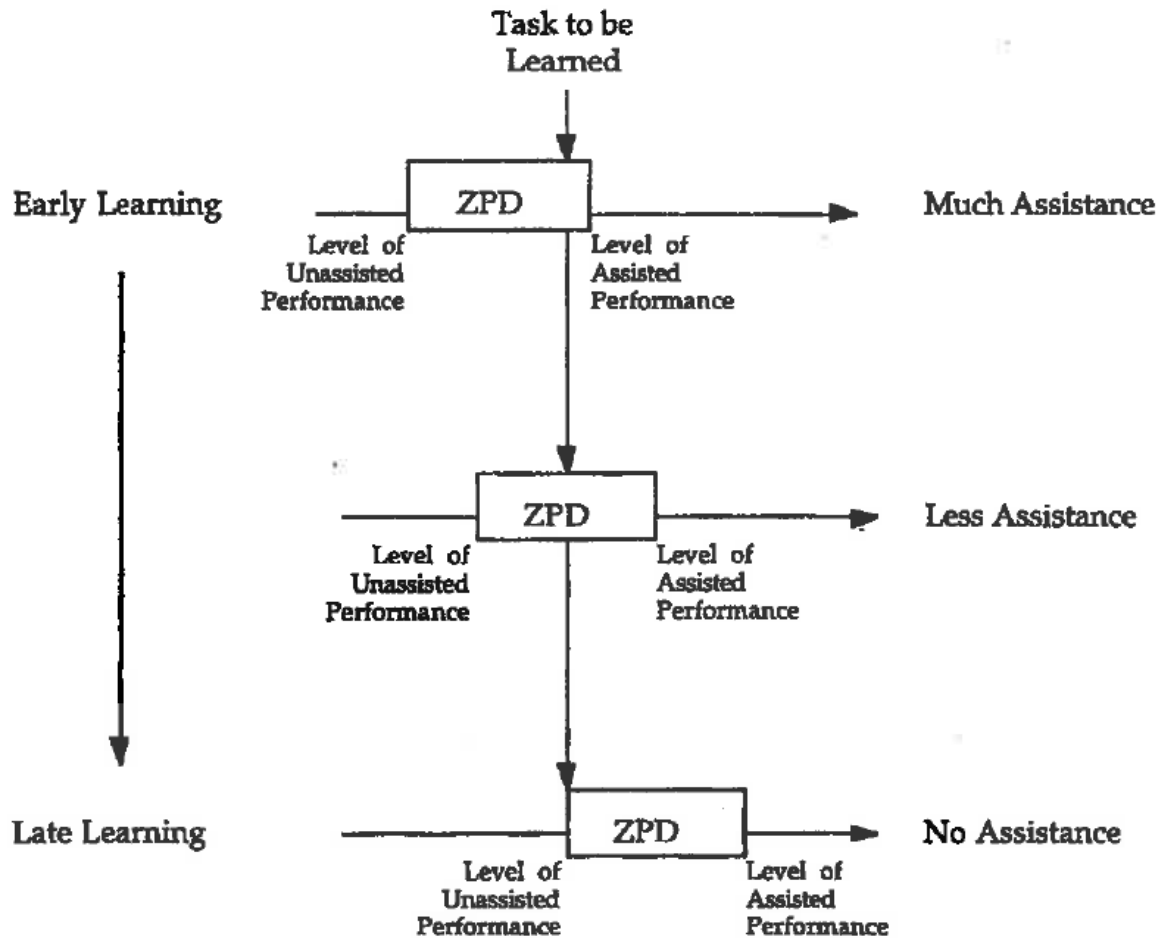 Task to be
Learned
Early Learning
ZPD
Much Assistance
Level of
Unassisted
Performance
Level of
Assisted
Performance
ZPD
Less Assistance
Level of
Unassisted
Performance
Level of
Assisted
Performance
Late Learning
ZPD
No Assistance
Level of
Unassisted
Performance
Level of
Assisted
Performance